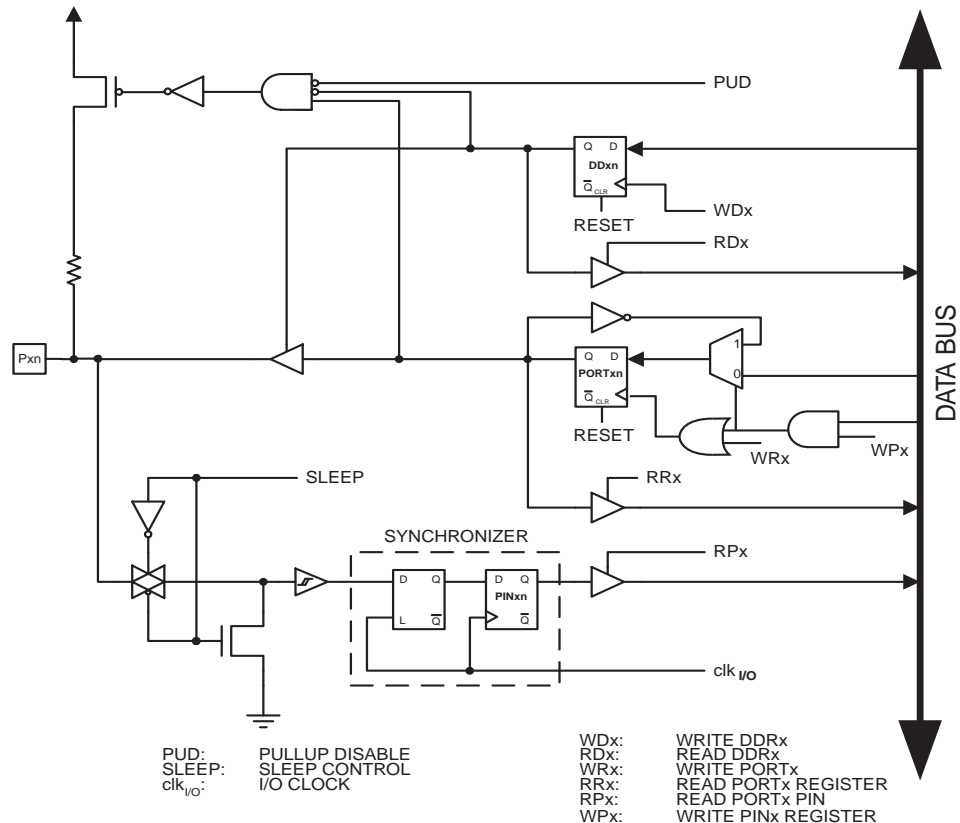 PUD
Q D
DDxn
Q CLR
WDx
RESET
RDx
1
Pxn
Q D
PORTxn
0
Q CLR
RESET
WRx
WPx
DATA BUS
SLEEP
RRx
SYNCHRONIZER
RPx
D Q
D Q
PINxn
L Q
Q
clk I/O
PUD: PULLUP DISABLE
SLEEP: SLEEP CONTROL
clkI/O: I/O CLOCK
WDx: WRITE DDRx
RDx: READ DDRx
WRx: WRITE PORTx
RRx: READ PORTx REGISTER
RPx: READ PORTx PIN
WPx: WRITE PINx REGISTER